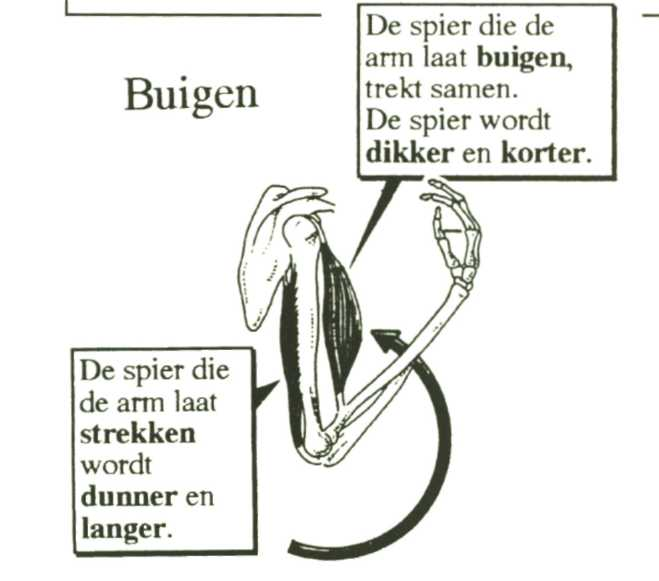 Buigen
De spier die de
arm laat buigen,
trekt samen.
De spier wordt
dikker en korter.
De spier die
de arm laat
strekken
wordt
dunner en
langer.